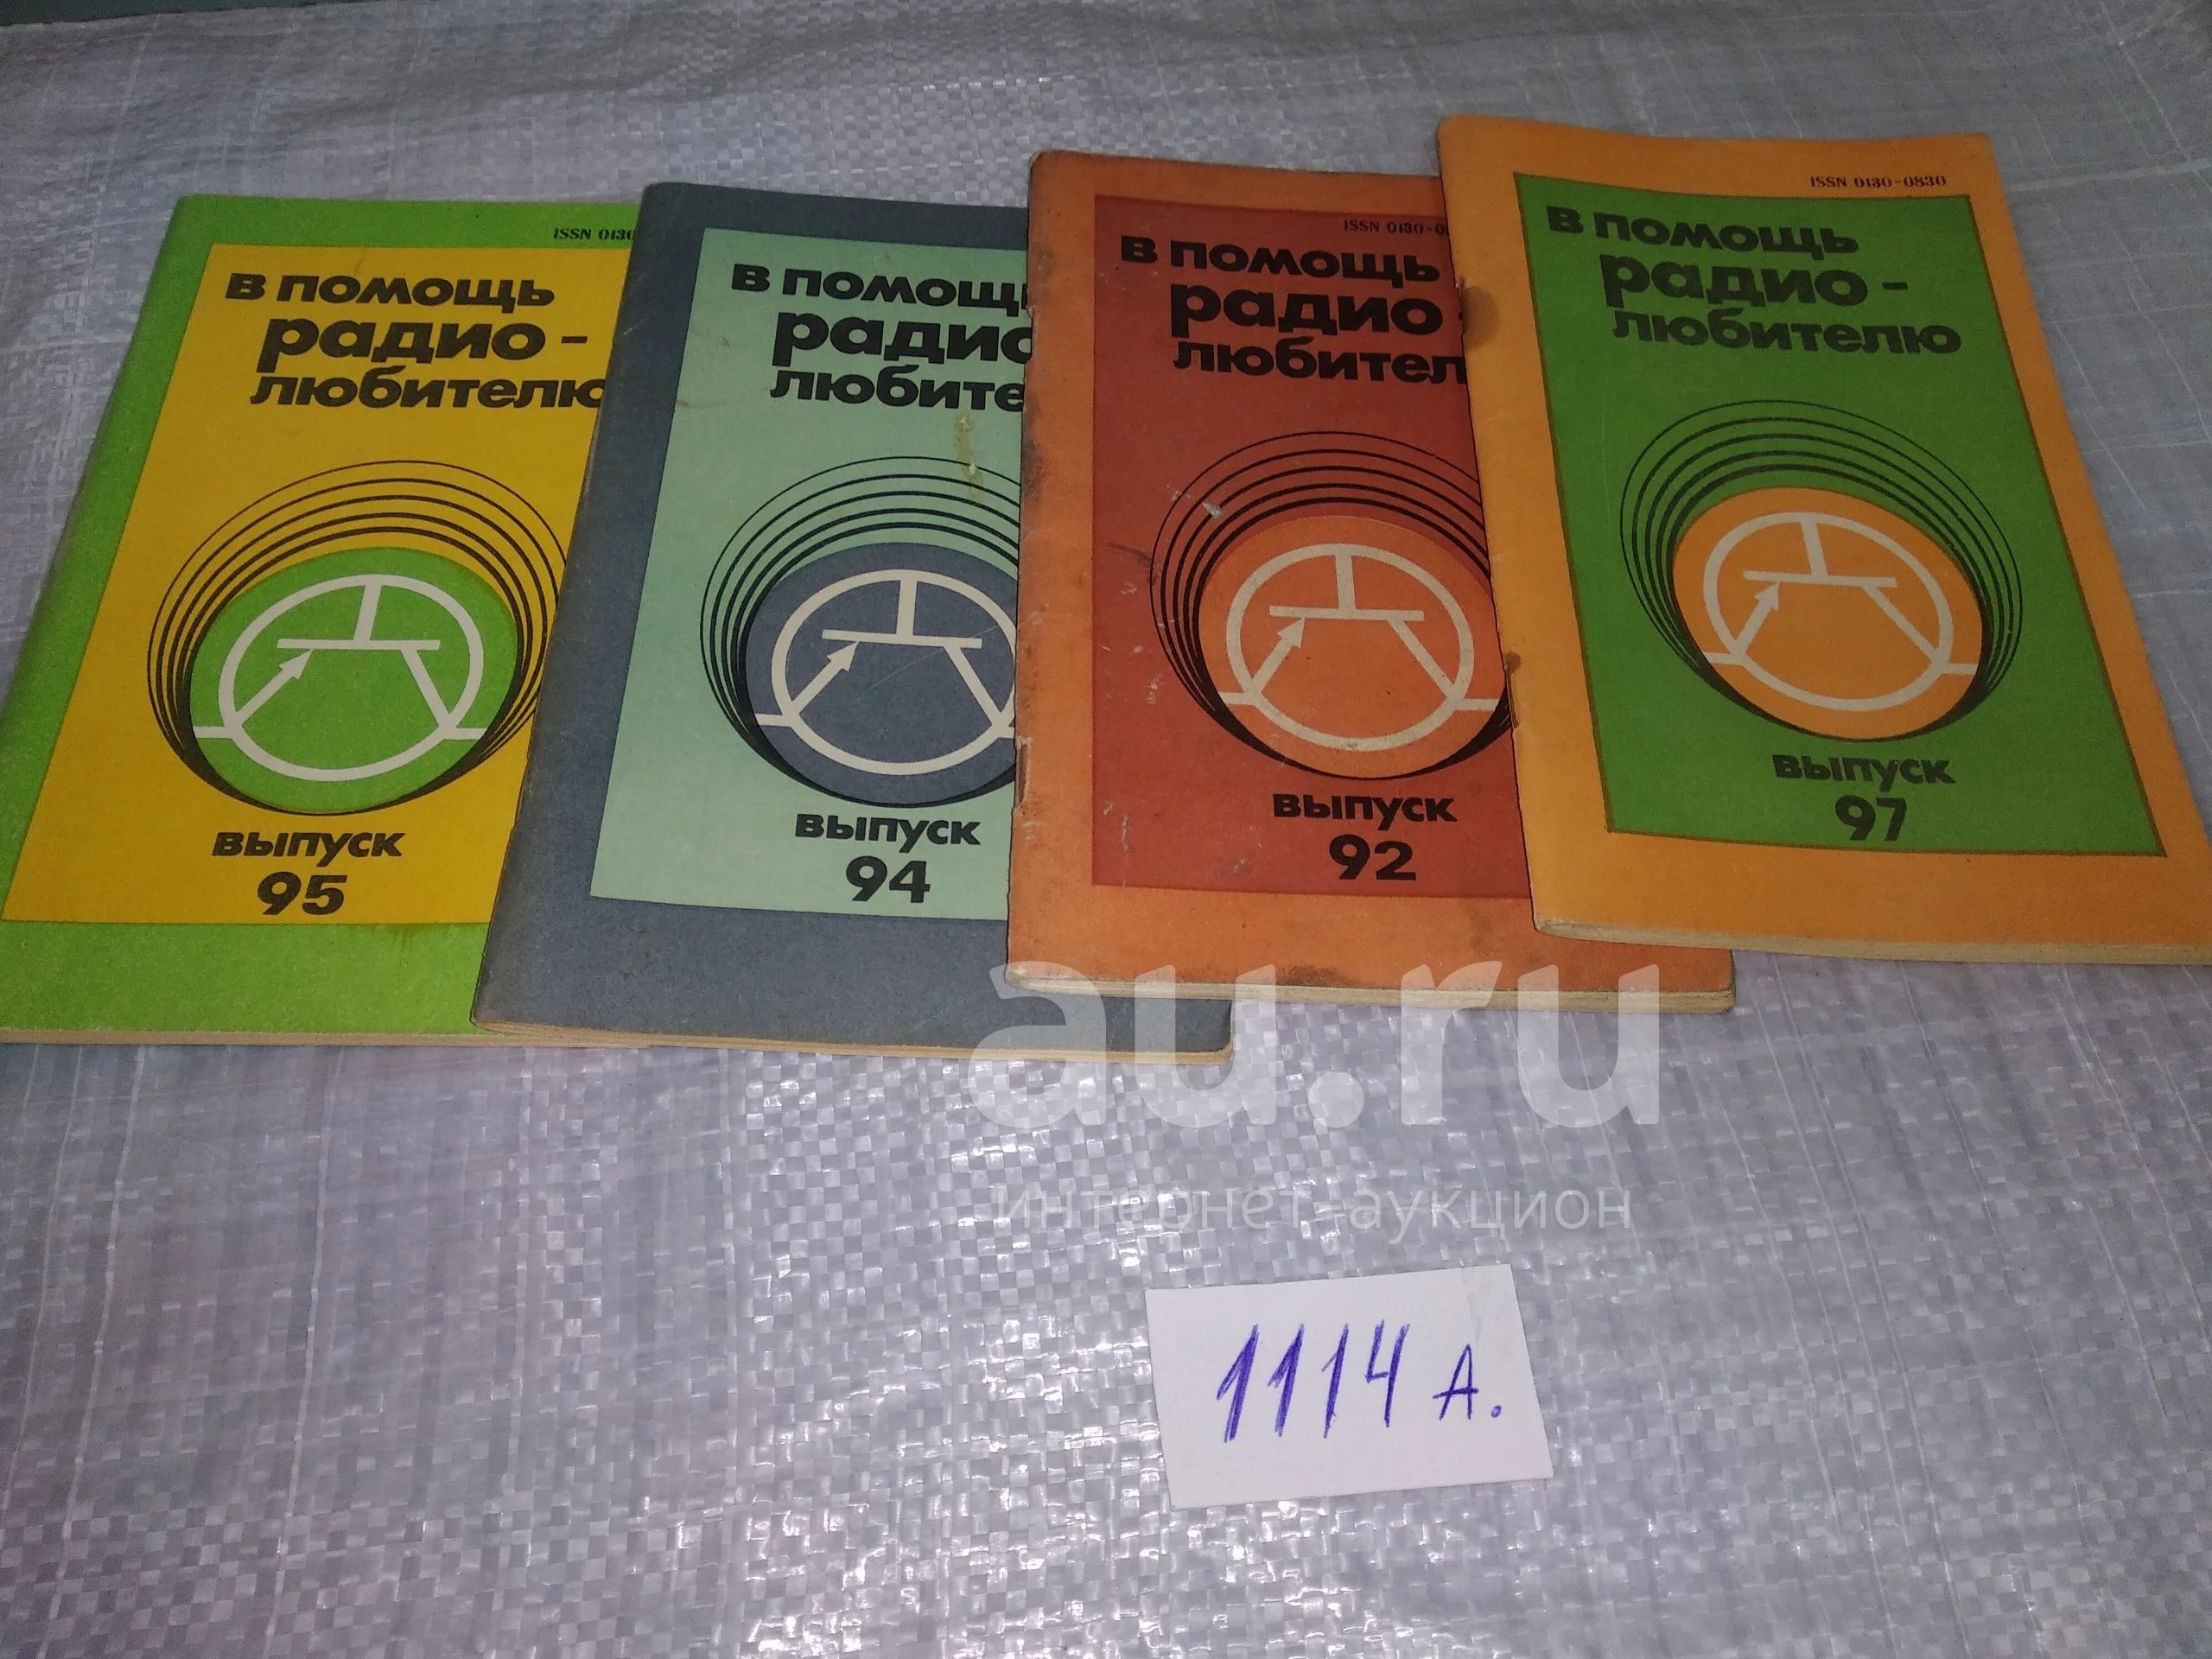 ISSN 0130
в помощь
радио-
любителю
выпуск
95
в помощь
радио
любите
выпуск
94
ISSN 0130-0
в помощь
радио-
любител
выпуск
92
ISSN 0130-0830
в помощь
радио-
любителю
выпуск
97
au.ru
интернет-аукцион
1114 А.